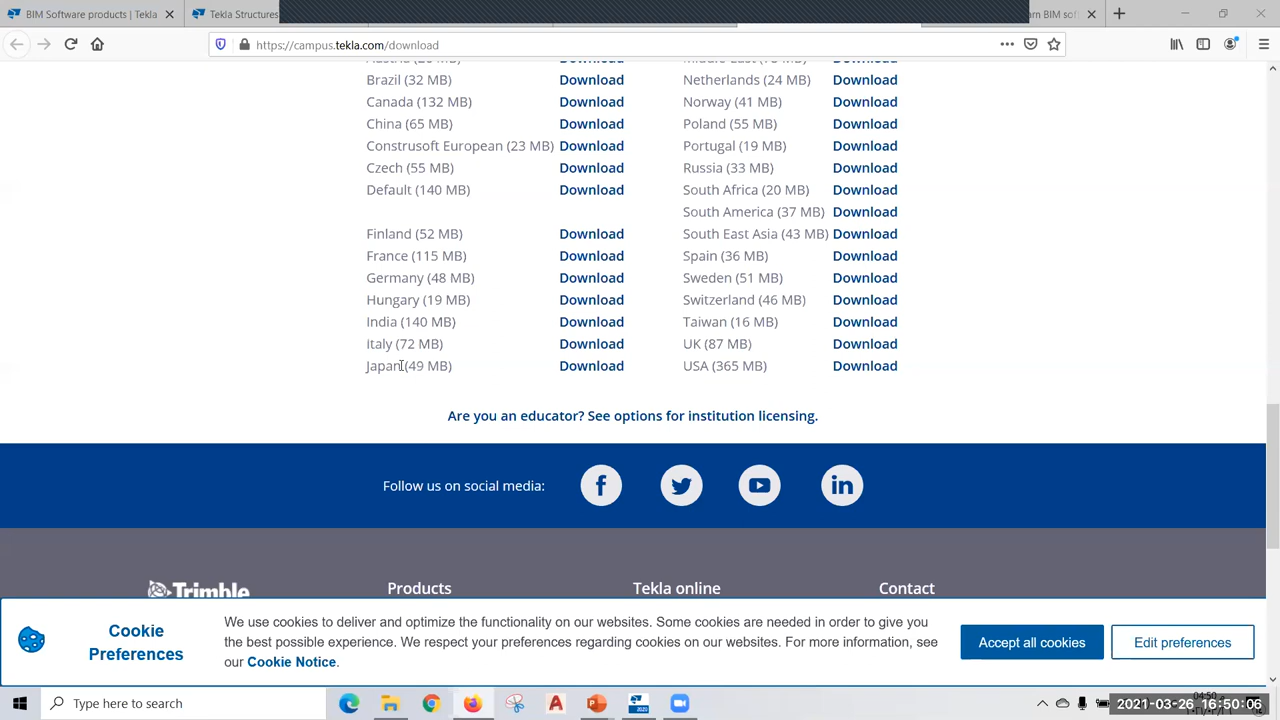 BIM Software products | Tekla
Tekla Structures
rn BIM sof
https://campus.tekla.com/download
Brazil (32 MB) Download Netherlands (24 MB) Download
Canada (132 MB) Download Norway (41 MB) Download
China (65 MB) Download Poland (55 MB) Download
Construsoft European (23 MB) Download Portugal (19 MB) Download
Czech (55 MB) Download Russia (33 MB) Download
Default (140 MB) Download South Africa (20 MB) Download
South America (37 MB) Download
Finland (52 MB) Download South East Asia (43 MB) Download
France (115 MB) Download Spain (36 MB) Download
Germany (48 MB) Download Sweden (51 MB) Download
Hungary (19 MB) Download Switzerland (46 MB) Download
India (140 MB) Download Taiwan (16 MB) Download
Italy (72 MB) Download UK (87 MB) Download
Japan (49 MB) Download USA (365 MB) Download
Are you an educator? See options for institution licensing.
Follow us on social media:
Trimble Products Tekla online Contact
Cookie Preferences
We use cookies to deliver and optimize the functionality on our websites. Some cookies are needed in order to give you
the best possible experience. We respect your preferences regarding cookies on our websites. For more information, see
our Cookie Notice.
Accept all cookies
Edit preferences
Type here to search
2021-03-26 16:50:06